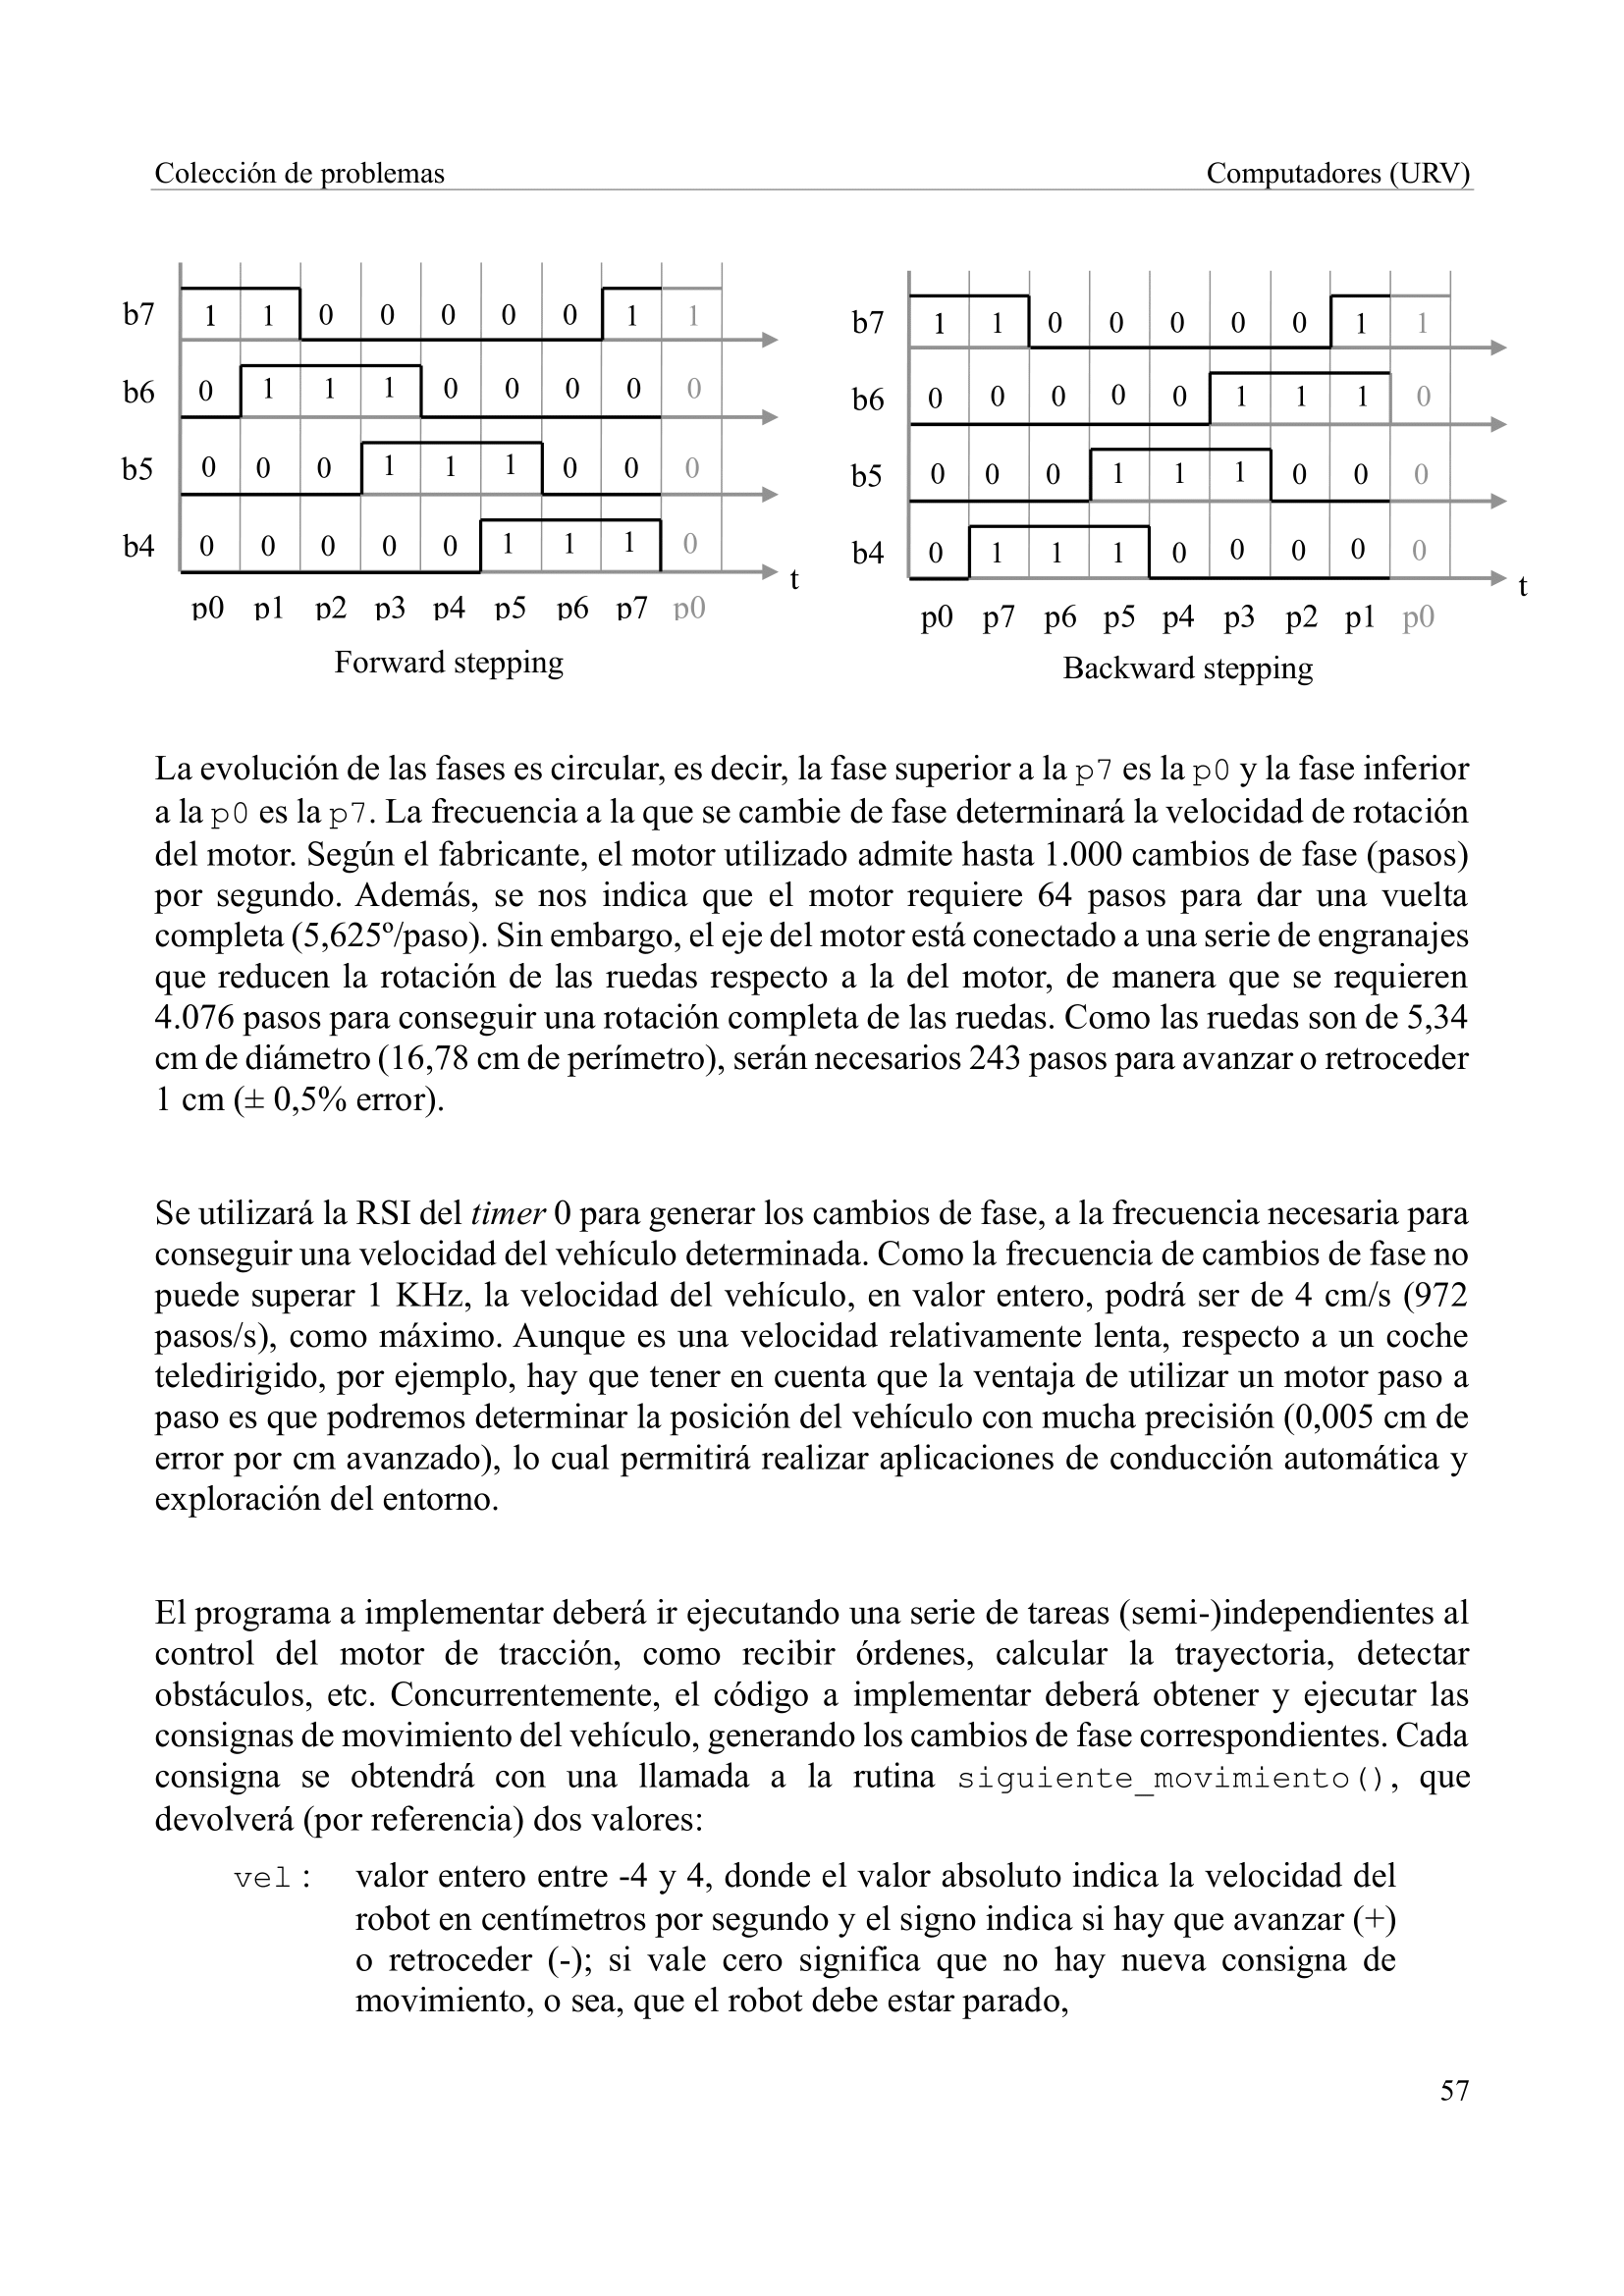 Colección de problemas Computadores (URV)
b7 1 1 0 0 0 0 0 1 1
b6 0 1 1 1 0 0 0 0 0
b5 0 0 0 1 1 1 0 0 0
b4 0 0 0 0 0 1 1 1 0
t
p0 p1 p2 p3 p4 p5 p6 p7 p0
Forward stepping
b7 1 1 0 0 0 0 0 1 1
b6 0 0 0 0 0 1 1 1 0
b5 0 0 0 1 1 1 0 0 0
b4 0 1 1 1 0 0 0 0 0
t
p0 p7 p6 p5 p4 p3 p2 p1 p0
Backward stepping
La evolución de las fases es circular, es decir, la fase superior a la p7 es la p0 y la fase inferior
a la p0 es la p7. La frecuencia a la que se cambie de fase determinará la velocidad de rotación
del motor. Según el fabricante, el motor utilizado admite hasta 1.000 cambios de fase (pasos)
por segundo. Además, se nos indica que el motor requiere 64 pasos para dar una vuelta
completa (5,625º/paso). Sin embargo, el eje del motor está conectado a una serie de engranajes
que reducen la rotación de las ruedas respecto a la del motor, de manera que se requieren
4.076 pasos para conseguir una rotación completa de las ruedas. Como las ruedas son de 5,34
cm de diámetro (16,78 cm de perímetro), serán necesarios 243 pasos para avanzar o retroceder
1 cm (± 0,5% error).
Se utilizará la RSI del timer 0 para generar los cambios de fase, a la frecuencia necesaria para
conseguir una velocidad del vehículo determinada. Como la frecuencia de cambios de fase no
puede superar 1 KHz, la velocidad del vehículo, en valor entero, podrá ser de 4 cm/s (972
pasos/s), como máximo. Aunque es una velocidad relativamente lenta, respecto a un coche
teledirigido, por ejemplo, hay que tener en cuenta que la ventaja de utilizar un motor paso a
paso es que podremos determinar la posición del vehículo con mucha precisión (0,005 cm de
error por cm avanzado), lo cual permitirá realizar aplicaciones de conducción automática y
exploración del entorno.
El programa a implementar deberá ir ejecutando una serie de tareas (semi-)independientes al
control del motor de tracción, como recibir órdenes, calcular la trayectoria, detectar
obstáculos, etc. Concurrentemente, el código a implementar deberá obtener y ejecutar las
consignas de movimiento del vehículo, generando los cambios de fase correspondientes. Cada
consigna se obtendrá con una llamada a la rutina siguiente_movimiento(), que
devolverá (por referencia) dos valores:
vel: valor entero entre -4 y 4, donde el valor absoluto indica la velocidad del
robot en centímetros por segundo y el signo indica si hay que avanzar (+)
o retroceder (-); si vale cero significa que no hay nueva consigna de
movimiento, o sea, que el robot debe estar parado,
57